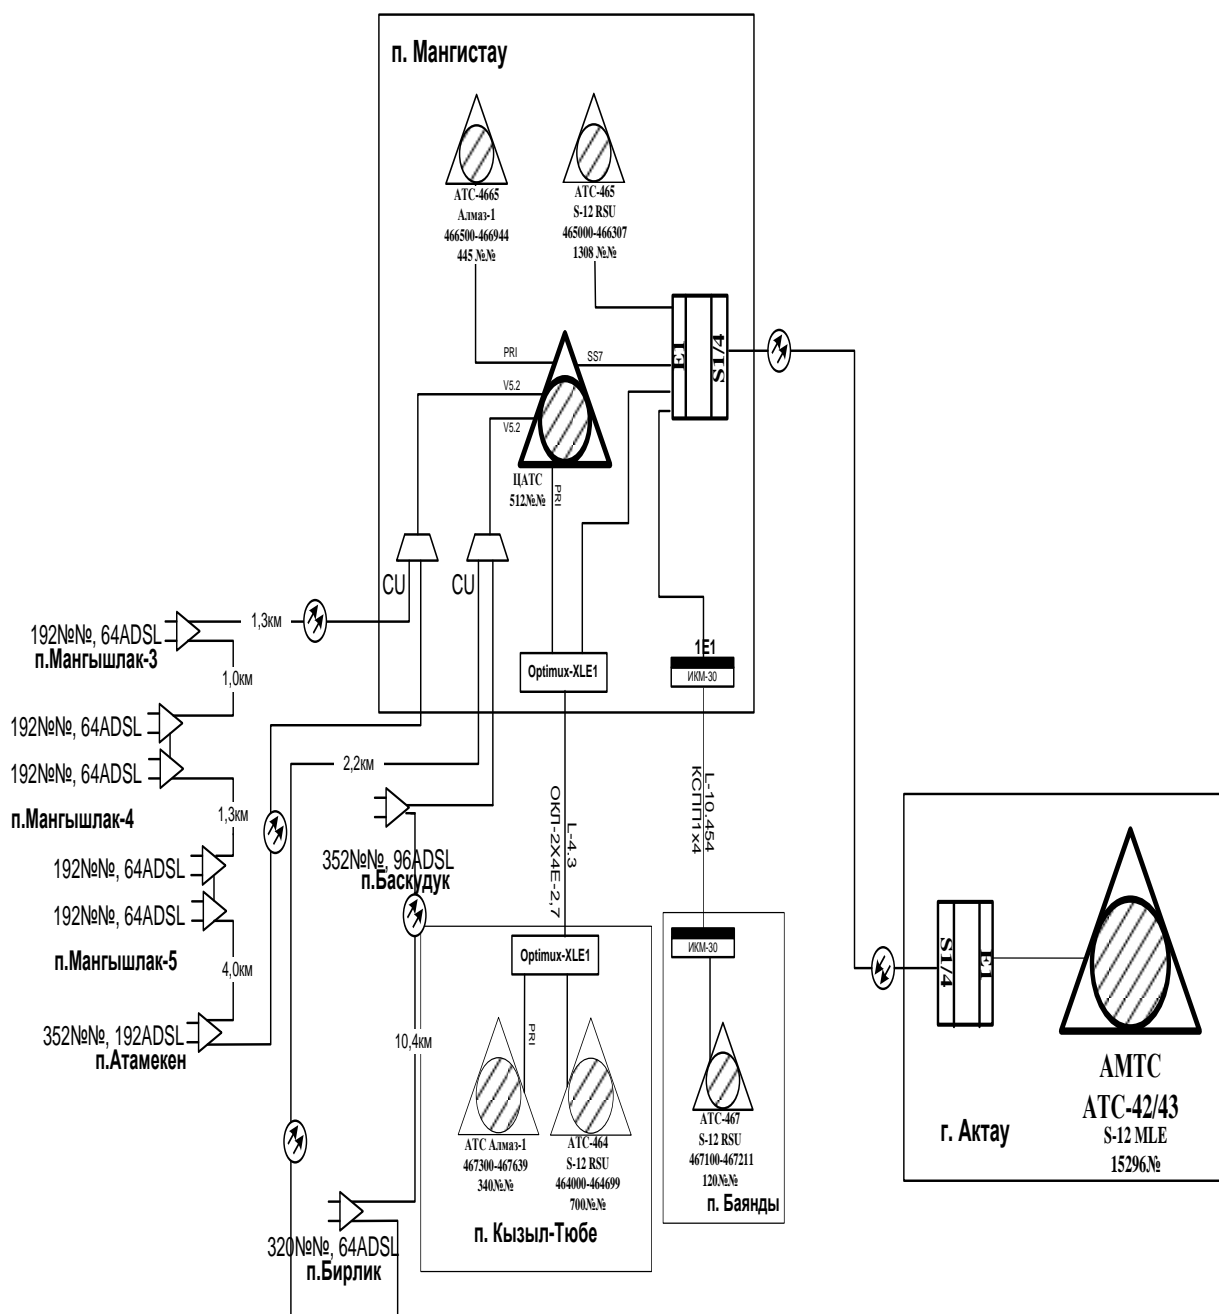 п. Мангистау
АТС-4665
Алмаз-1
466500-466944
445 №№
АТС-465
S-12 RSU
465000-466307
1308 №№
PRI
SS7
V5.2
V5.2
E1
S1/4
ЦАТС
512№№
PRI
CU
CU
1,3км
192№№, 64ADSL
п.Мангышлак-3
1,0км
192№№, 64ADSL
192№№, 64ADSL
п.Мангышлак-4
1,3км
192№№, 64ADSL
192№№, 64ADSL
п.Мангышлак-5
4,0км
352№№, 192ADSL
п.Атамекен
2,2км
352№№, 96ADSL
п.Баскудук
10,4км
320№№, 64ADSL
п.Бирлик
Optimux-XLE1
1E1
ИКМ-30
L-4.3
ОКЛ-2Х4Е-2,7
L-10.454
КСПП1х4
Optimux-XLE1
PRI
АТС Алмаз-1
467300-467639
340№№
АТС-464
S-12 RSU
464000-464699
700№№
п. Кызыл-Тюбе
ИКМ-30
АТС-467
S-12 RSU
467100-467211
120№№
п. Баянды
S1/4
E1
АМТС
АТС-42/43
S-12 MLE
15296№
г. Актау